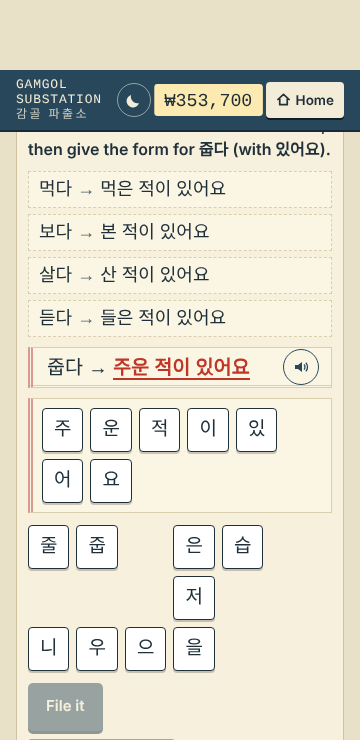 GAMGOL
SUBSTATION
감골 파출소
₩353,700
Home
then give the form for 줍다 (with 있어요).
먹다 → 먹은 적이 있어요
보다 → 본 적이 있어요
살다 → 산 적이 있어요
듣다 → 들은 적이 있어요
줍다 → 주운 적이 있어요
주 운 적 이 있
어 요
줄 줍 은 습
저
니 우 으 을
File it